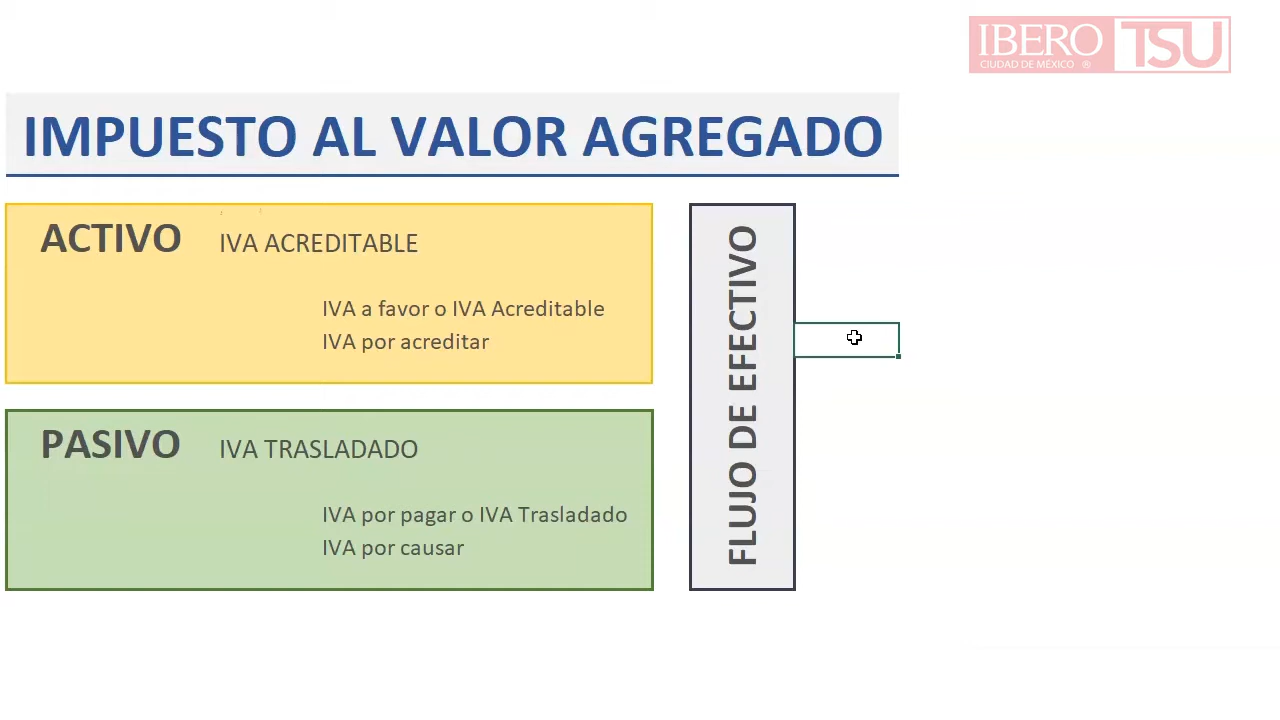 IBERO TSU
CIUDAD DE MÉXICO ®
IMPUESTO AL VALOR AGREGADO
ACTIVO IVA ACREDITABLE
IVA a favor o IVA Acreditable
IVA por acreditar
PASIVO IVA TRASLADADO
IVA por pagar o IVA Trasladado
IVA por causar
FLUJO DE EFECTIVO